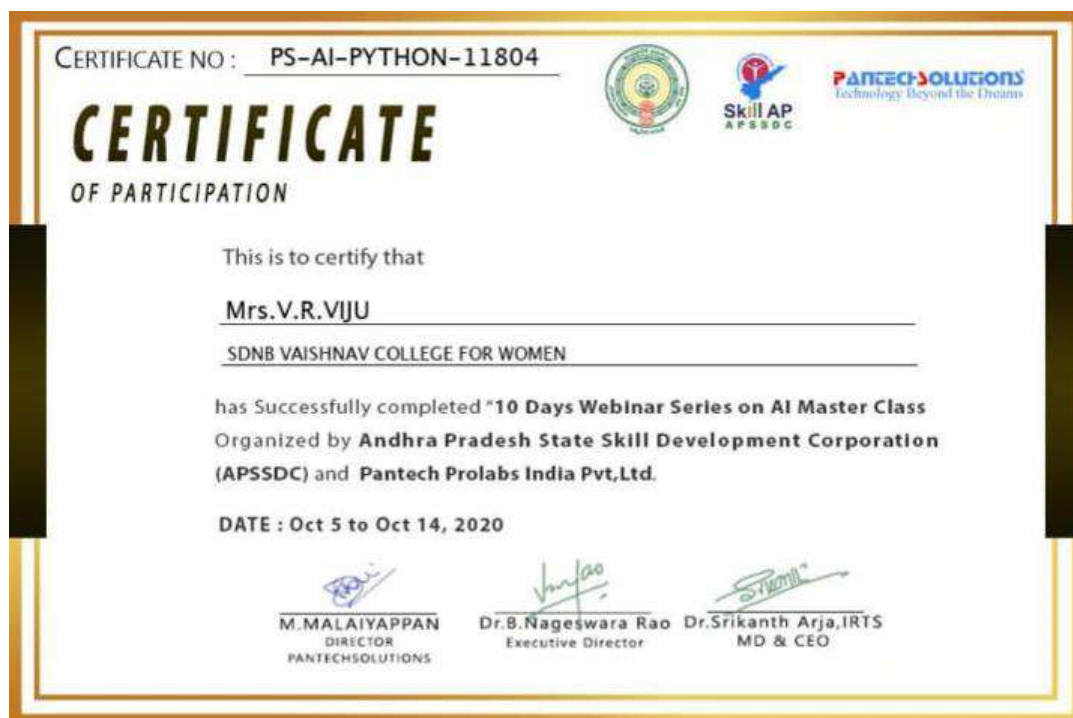 CERTIFICATE NO : PS-AI-PYTHON-11804
Skill AP
APSSDC
PANTECHSOLUTIONS
Technology Beyond the Dreams
CERTIFICATE
OF PARTICIPATION
This is to certify that
Mrs.V.R.VIJU
SDNB VAISHNAV COLLEGE FOR WOMEN
has Successfully completed "10 Days Webinar Series on AI Master Class
Organized by Andhra Pradesh State Skill Development Corporation
(APSSDC) and Pantech Prolabs India Pvt,Ltd.
DATE : Oct 5 to Oct 14, 2020
M.MALAIYAPPAN
DIRECTOR
PANTECHSOLUTIONS
Dr.B.Nageswara Rao
Executive Director
Dr.Srikanth Arja,IRTS
MD & CEO